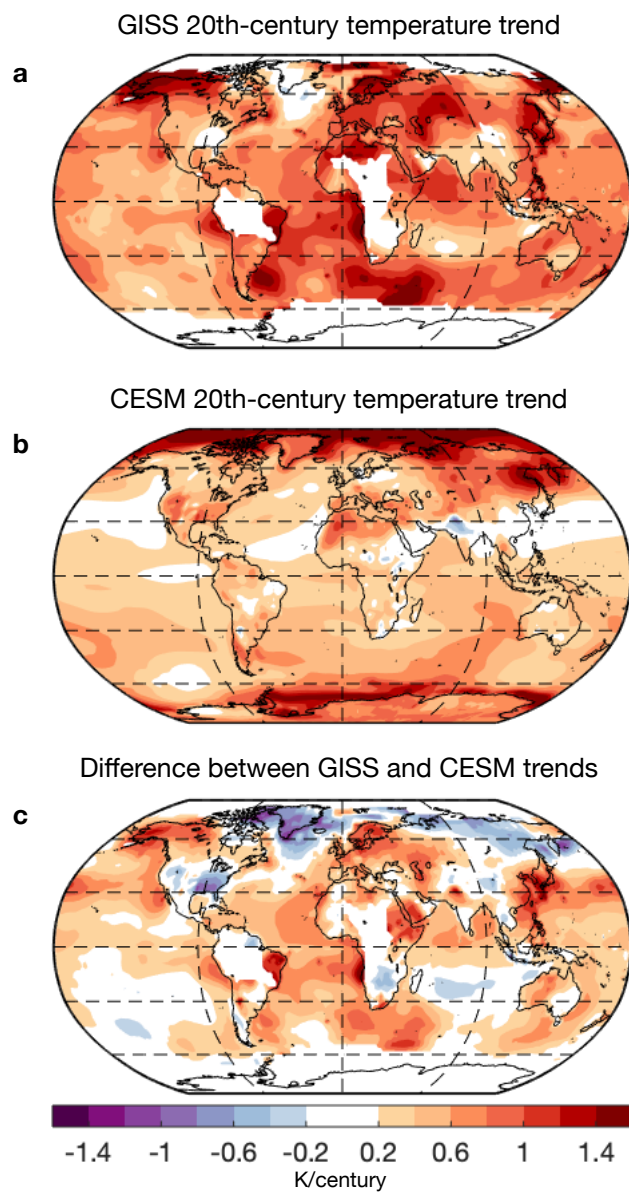 GISS 20th-century temperature trend
a
CESM 20th-century temperature trend
b
Difference between GISS and CESM trends
c
-1.4 -1 -0.6 -0.2 0.2 0.6 1 1.4
K/century